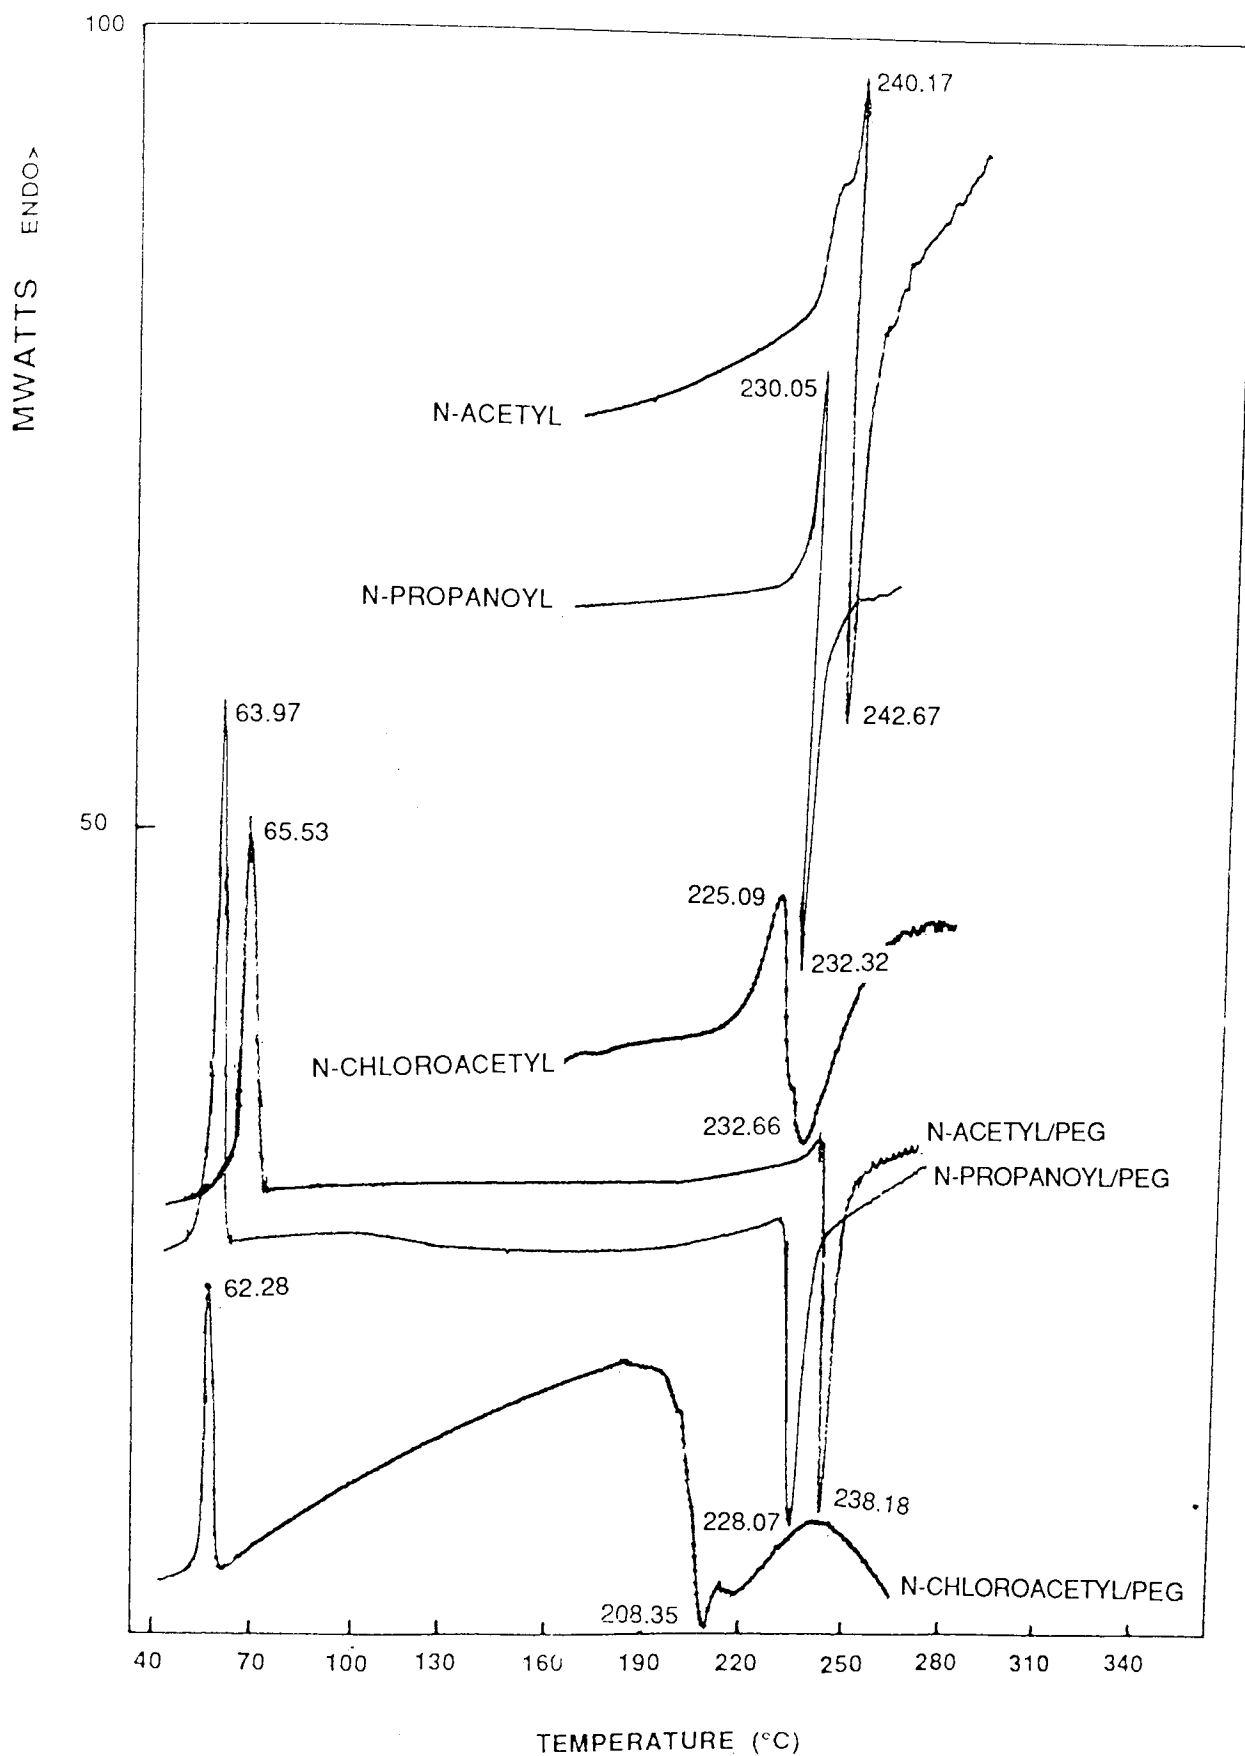 100
240.17
MWATTS ENDO>
230.05
N-ACETYL
N-PROPANOYL
63.97
242.67
50
65.53
225.09
232.32
N-CHLOROACETYL
232.66
N-ACETYL/PEG
N-PROPANOYL/PEG
62.28
238.18
228.07
N-CHLOROACETYL/PEG
208.35
40 70 100 130 160 190 220 250 280 310 340
TEMPERATURE (°C)